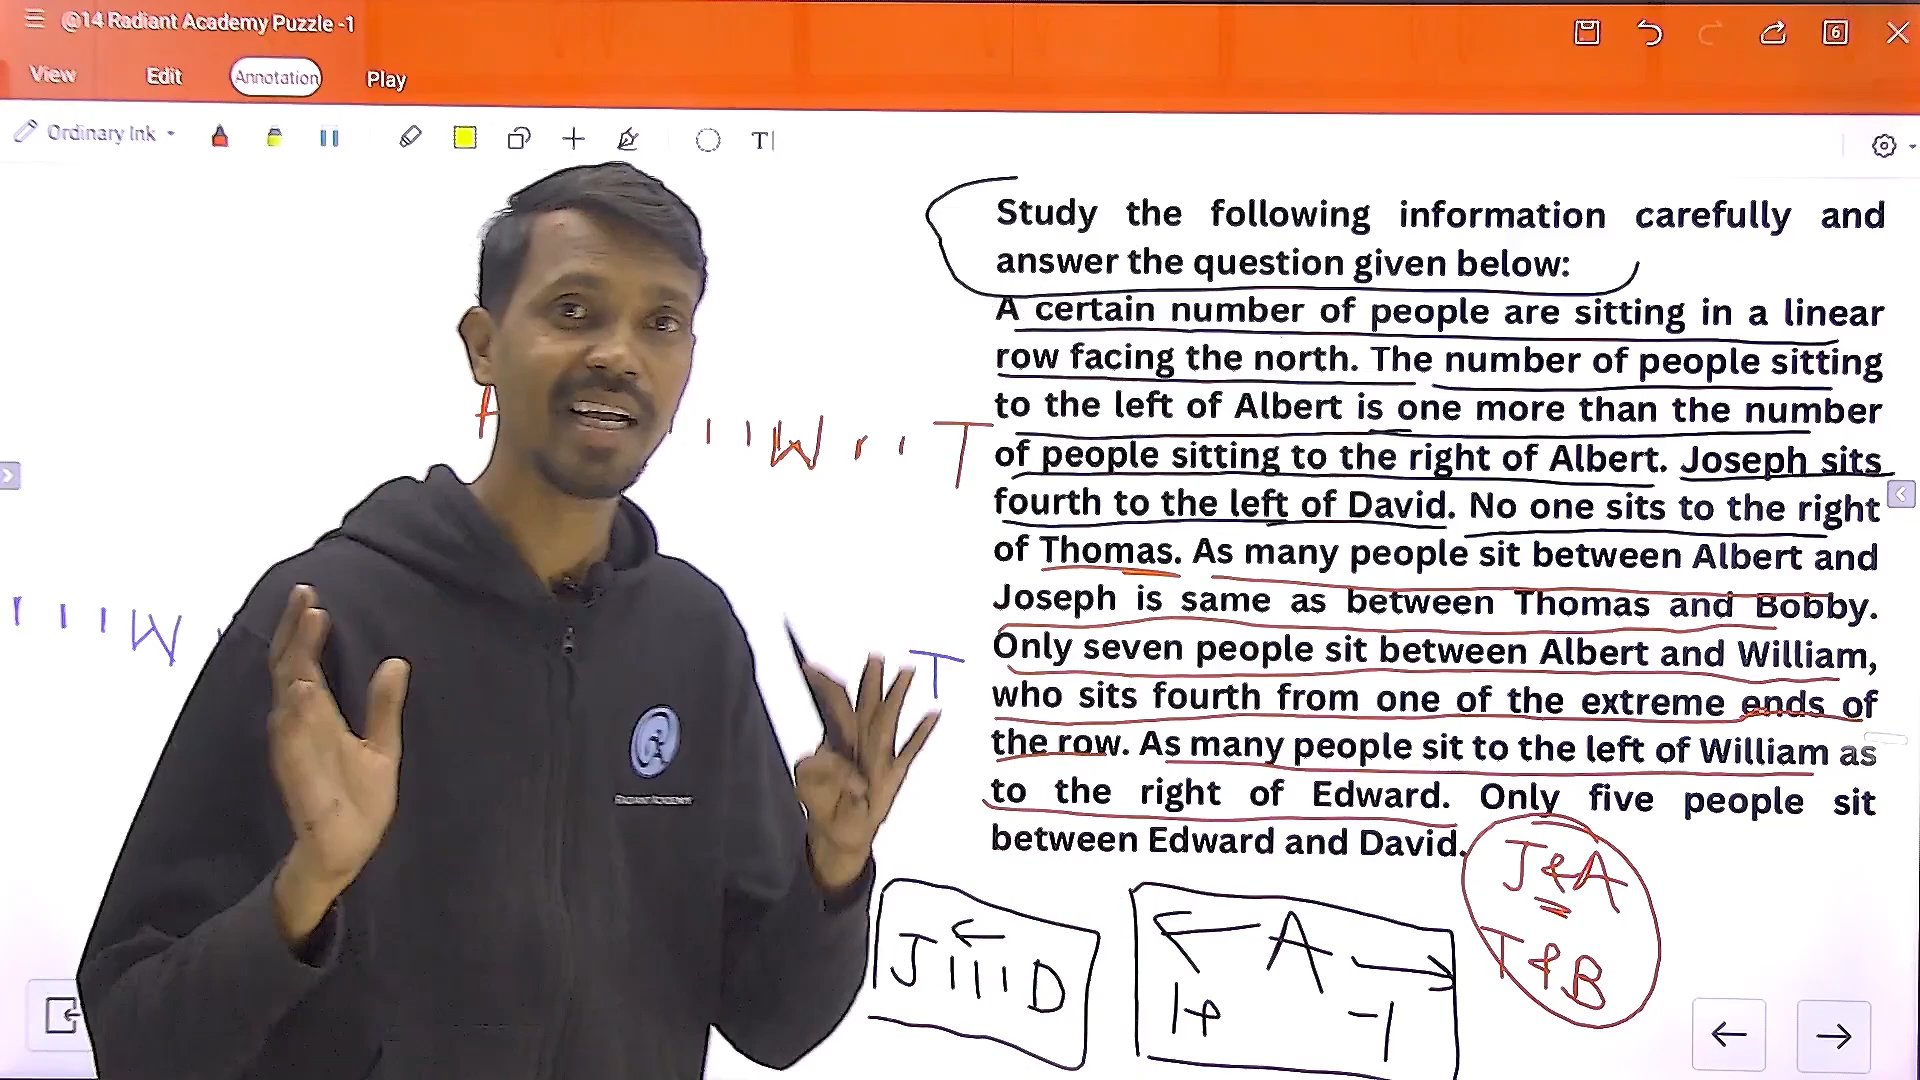 @14 Radiant Academy Puzzle -1
6
View Edit Annotation Play
Ordinary Ink
T
Study the following information carefully and
answer the question given below:
A certain number of people are sitting in a linear
row facing the north. The number of people sitting
to the left of Albert is one more than the number
of people sitting to the right of Albert. Joseph sits
fourth to the left of David. No one sits to the right
of Thomas. As many people sit between Albert and
Joseph is same as between Thomas and Bobby.
Only seven people sit between Albert and William,
who sits fourth from one of the extreme ends of
the row. As many people sit to the left of William as
to the right of Edward. Only five people sit
between Edward and David.
A W T
W T
J&A
T&B
J D
A
1+ -1
RADIANT ACADEMY